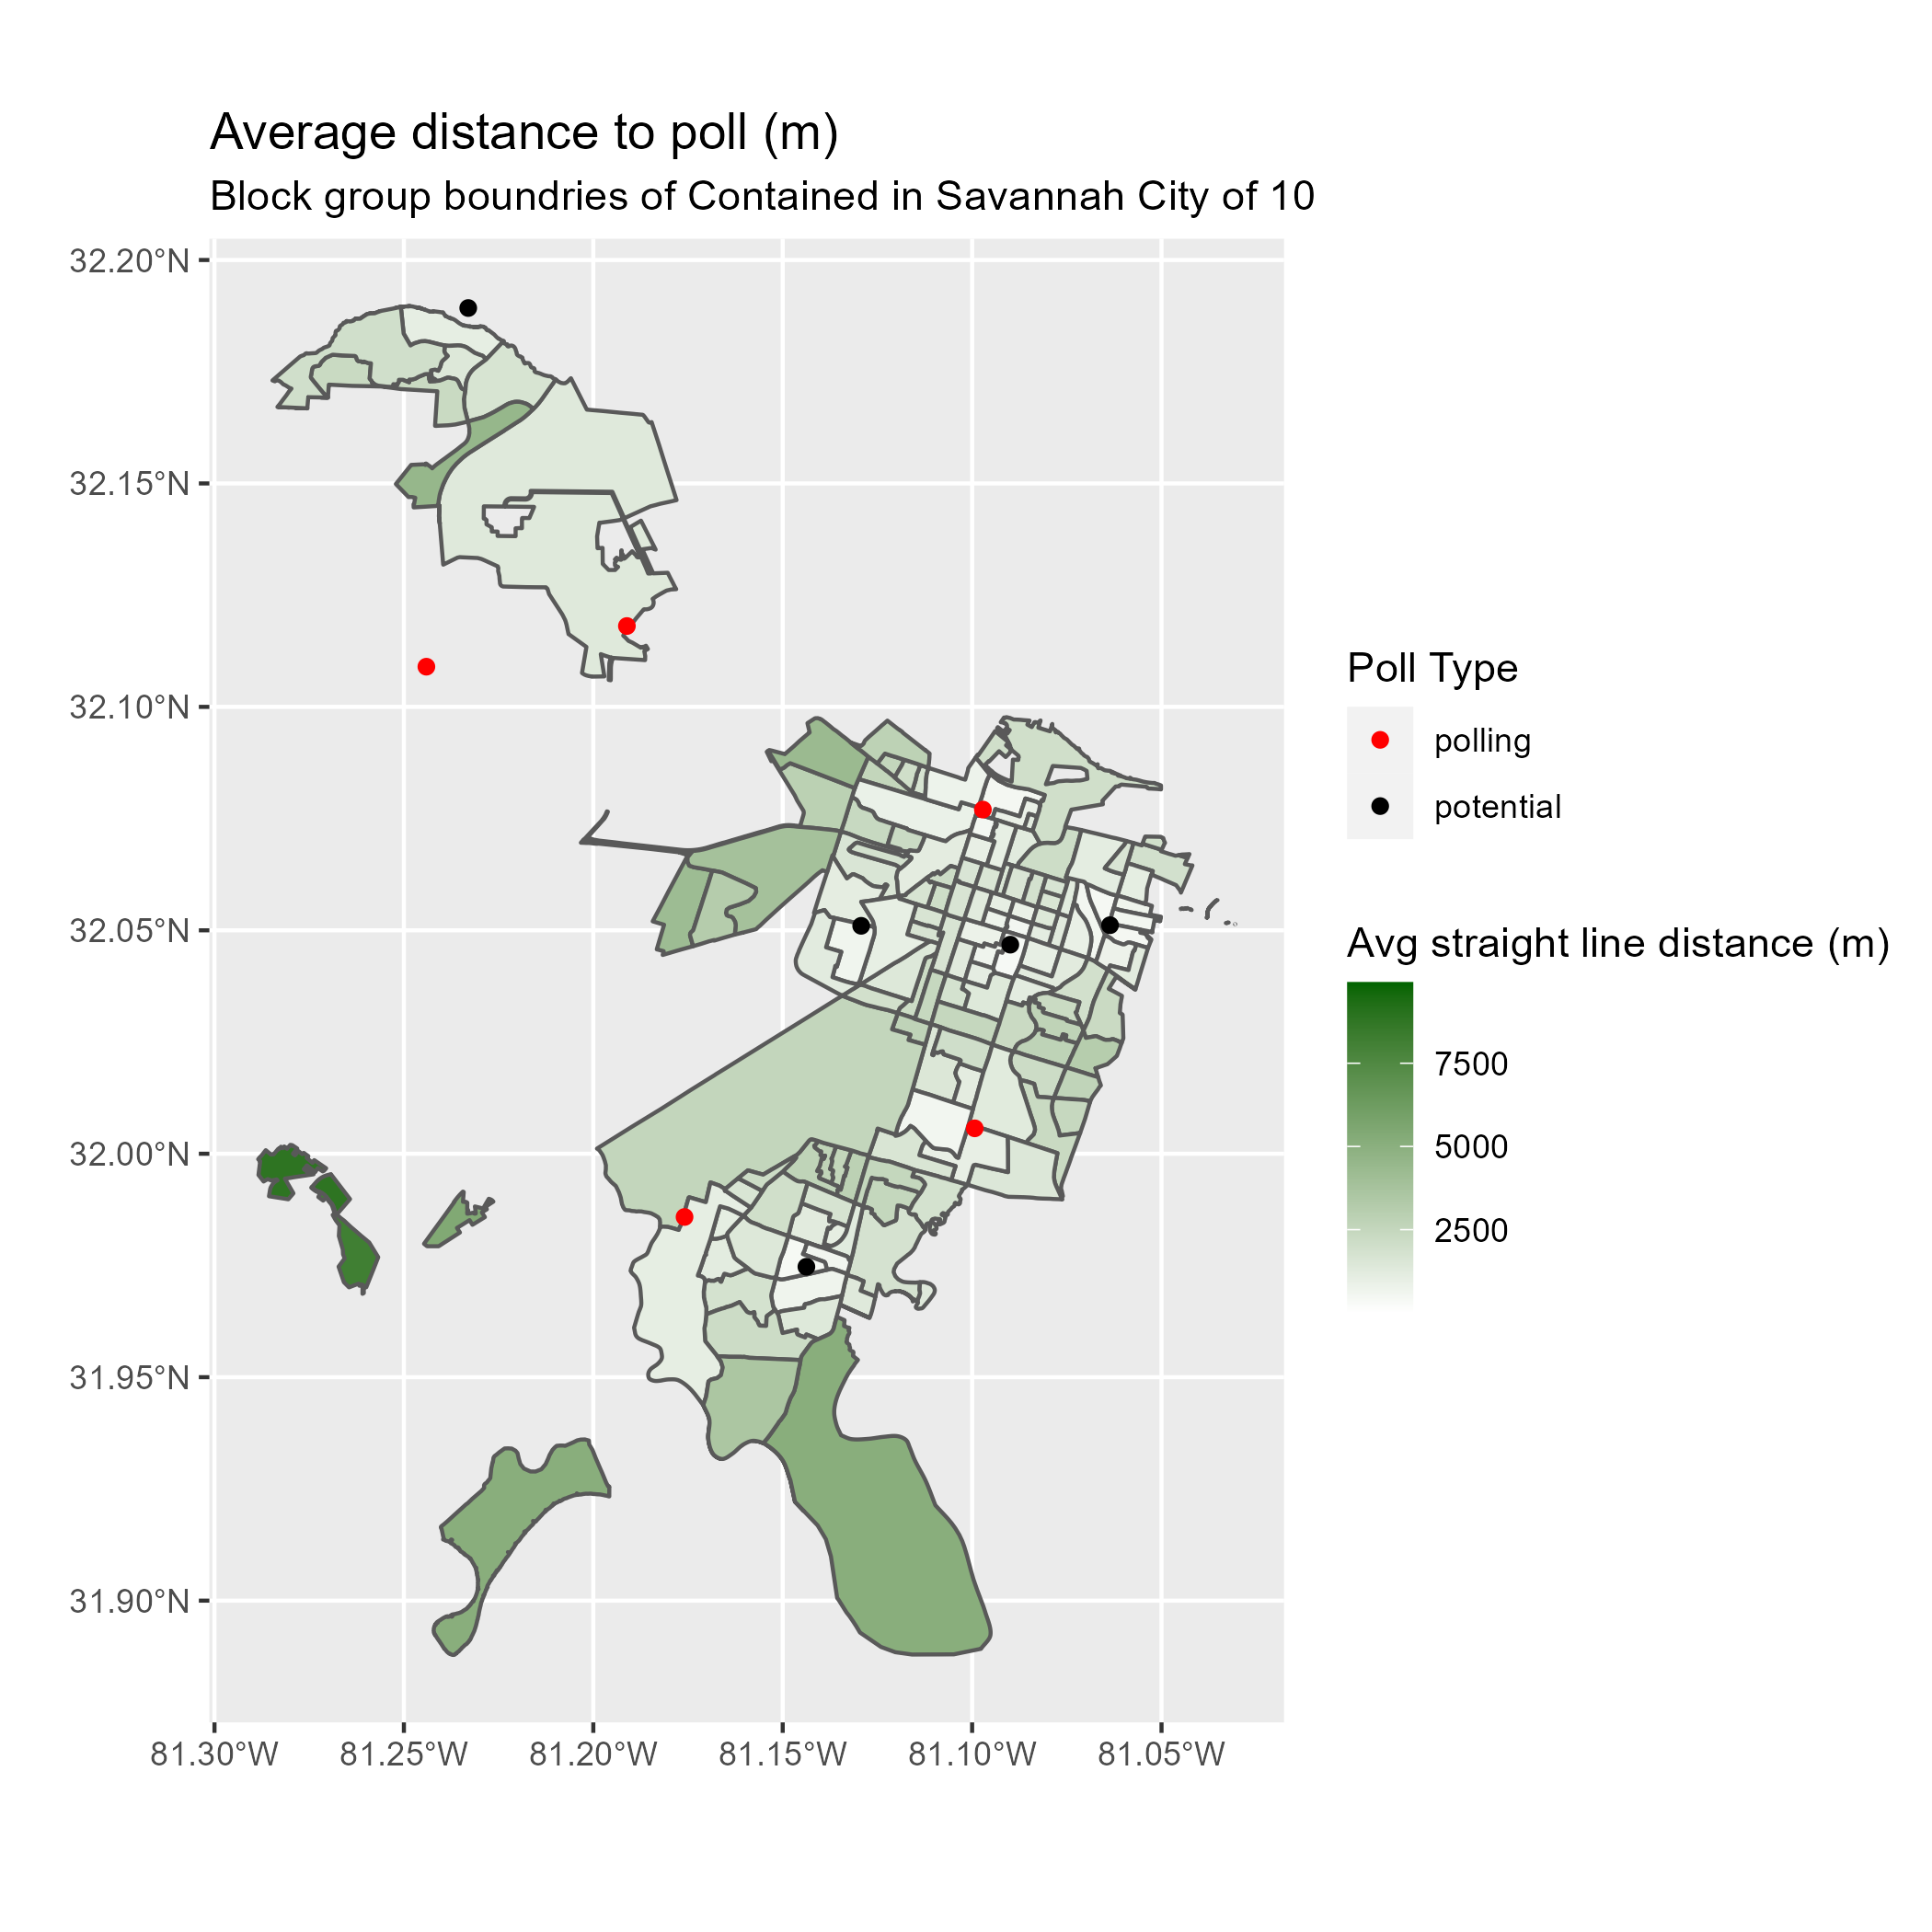 Average distance to poll (m)
Block group boundries of Contained in Savannah City of 10
32.20°N
32.15°N
32.10°N
32.05°N
32.00°N
31.95°N
31.90°N
81.30°W
81.25°W
81.20°W
81.15°W
81.10°W
81.05°W
Poll Type
polling
potential
Avg straight line distance (m)
7500
5000
2500